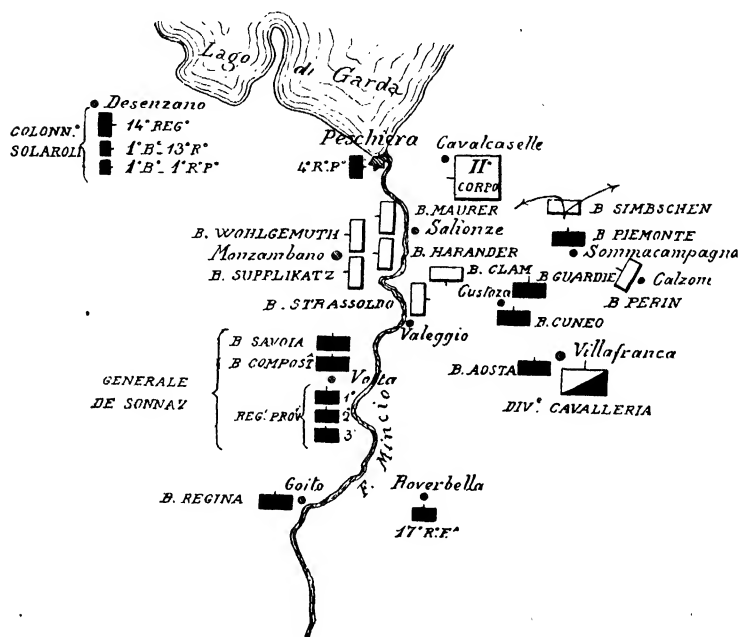 Lago
di Garda
Desenzano
COLONN.ª
SOLAROLI
14° REG°
1° B° - 13° R°
1° B° - 1° R° P°
Peschiera
4° R° P°
Cavalcaselle
II°
CORPO
B. MAURER
Salionze
B. WOHLGEMUTH
Monzambano
B. SUPPLIKATZ
B. HARANDER
B SIMBSCHEN
B PIEMONTE
Sommacampagna
B. CLAM
B GUARDIE
Calzoni
B. STRASSOLDO
Custoza
B PERIN
B. CUNEO
Valeggio
B SAVOIA
B COMPOSTA
Volta
GENERALE
DE SONNAZ
REG.i PROV.i
1°
2°
3°
F. Mincio
Villafranca
B. AOSTA
DIV.e CAVALLERIA
Goito
B. REGINA
Roverbella
17° R° F.ª